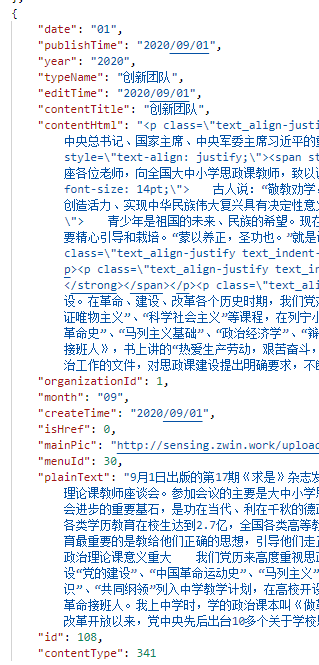 {
"date": "01",
"publishTime": "2020/09/01",
"year": "2020",
"typeName": "创新团队",
"editTime": "2020/09/01",
"contentTitle": "创新团队",
"contentHtml": "<p class=\"text_align-justi
中央总书记、国家主席、中央军委主席习近平的重
style=\"text-align: justify;\"><span st
座各位老师，向全国大中小学思政课教师，致以诚
font-size: 14pt;\">　　古人说：“敬教劝学，
创造活力、实现中华民族伟大复兴具有决定性意义
\">　　青少年是祖国的未来、民族的希望。现在
要精心引导和栽培。“蒙以养正，圣功也。”就是说
class=\"text_align-justify text_indent-
p><p class=\"text_align-justify text_in
</strong></span></p><p class=\"text_ali
设。在革命、建设、改革各个历史时期，我们党
证唯物主义”、“科学社会主义”等课程，在列宁小
革命史”、“马列主义基础”、“政治经济学”、“辩
接班人》，书上讲的“热爱生产劳动，艰苦奋斗，
治工作的文件，对思政课建设提出明确要求，不
"organizationId": 1,
"month": "09",
"createTime": "2020/09/01",
"isHref": 0,
"mainPic": "http://sensing.zwin.work/upload
"menuId": 30,
"plainText": "9月1日出版的第17期《求是》杂志发
理论课教师座谈会。参加会议的主要是大中小学思
会进步的重要基石，是功在当代、利在千秋的德政
各类学历教育在校生达到2.7亿，全国各类高等教
育最重要的是教给他们正确的思想，引导他们走正
政治理论课意义重大　　我们党历来高度重视思政
设“党的建设”、“中国革命运动史”、“马列主义”
识”、“共同纲领”列入中学教学计划，在高校开设
革命接班人。我上中学时，学的政治课本叫《做革
改革开放以来，党中央先后出台10多个关于学校思
"id": 108,
"contentType": 341